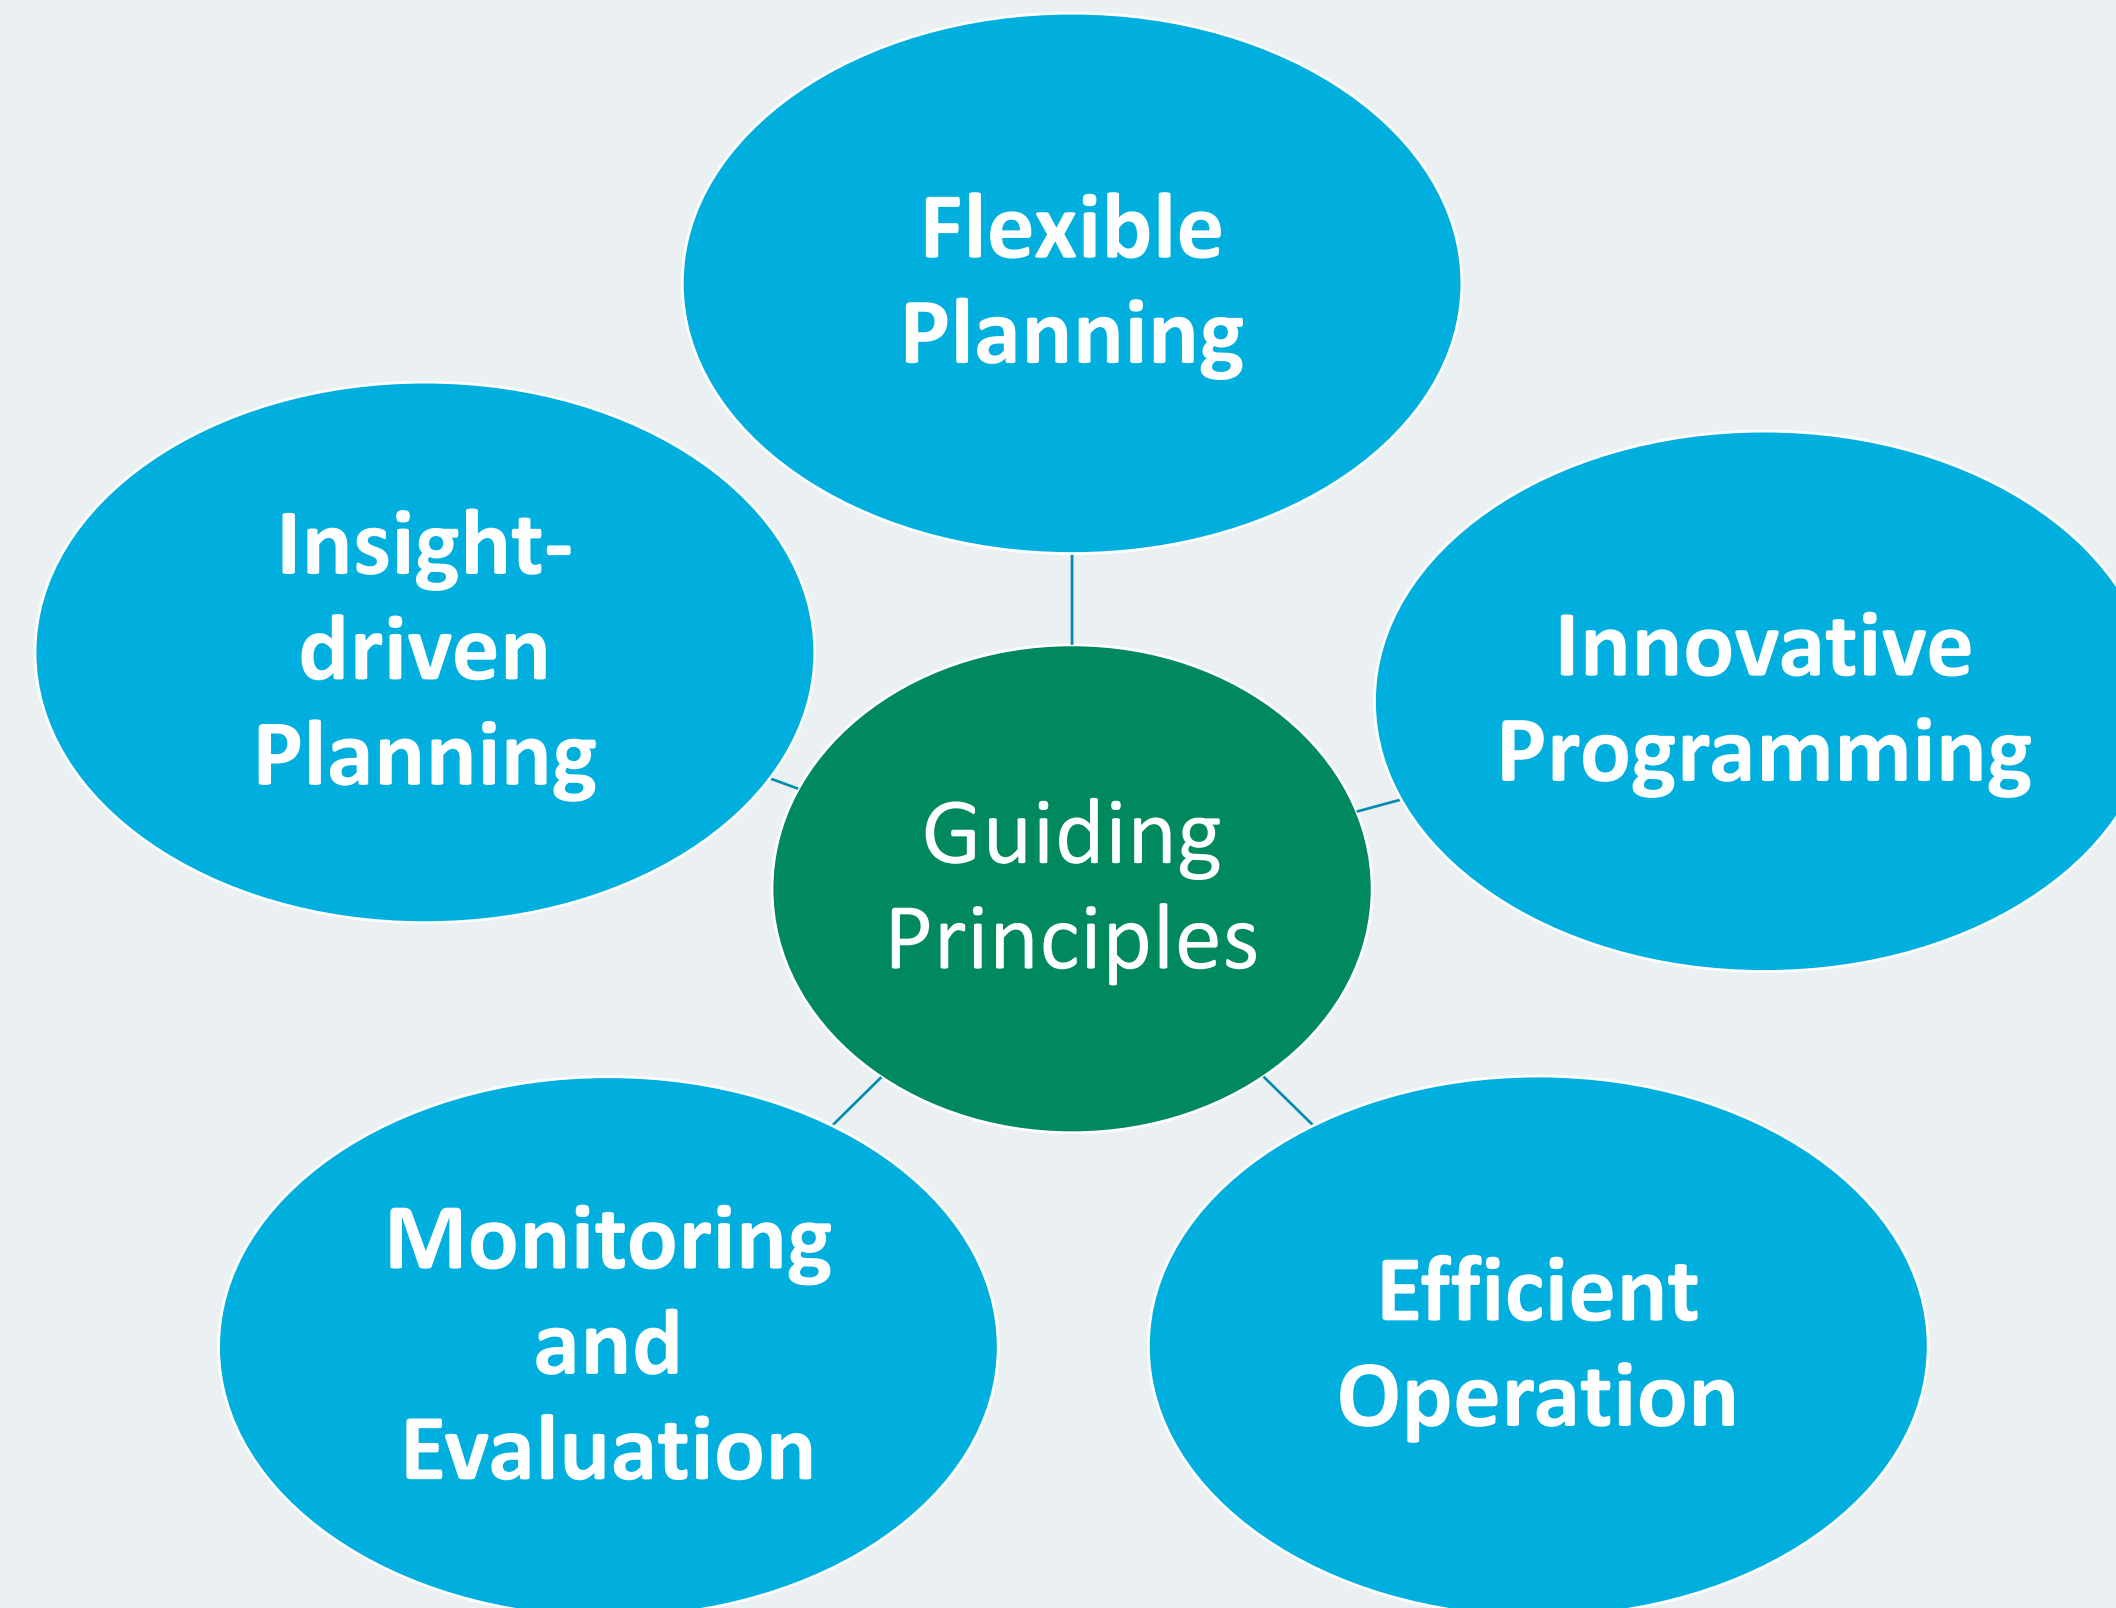 Flexible
Planning
Insight-
driven
Planning
Innovative
Programming
Guiding
Principles
Monitoring
and
Evaluation
Efficient
Operation